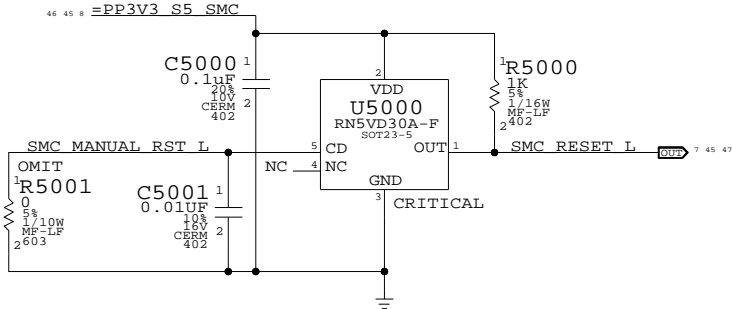 46 45 8 =PP3V3_S5_SMC
C5000 1
0.1uF
20%
10V
CERM 2
402
2
VDD
U5000
RN5VD30A-F
SOT23-5
1 R5000
1K
5%
1/16W
MF-LF
2 402
SMC_MANUAL_RST_L
5 CD
OUT 1
SMC_RESET_L
OUT 7 45 47
NC 4 NC
GND
3
CRITICAL
OMIT
1 R5001
0
5%
1/10W
MF-LF
2 603
C5001 1
0.01UF
10%
16V
CERM 2
402